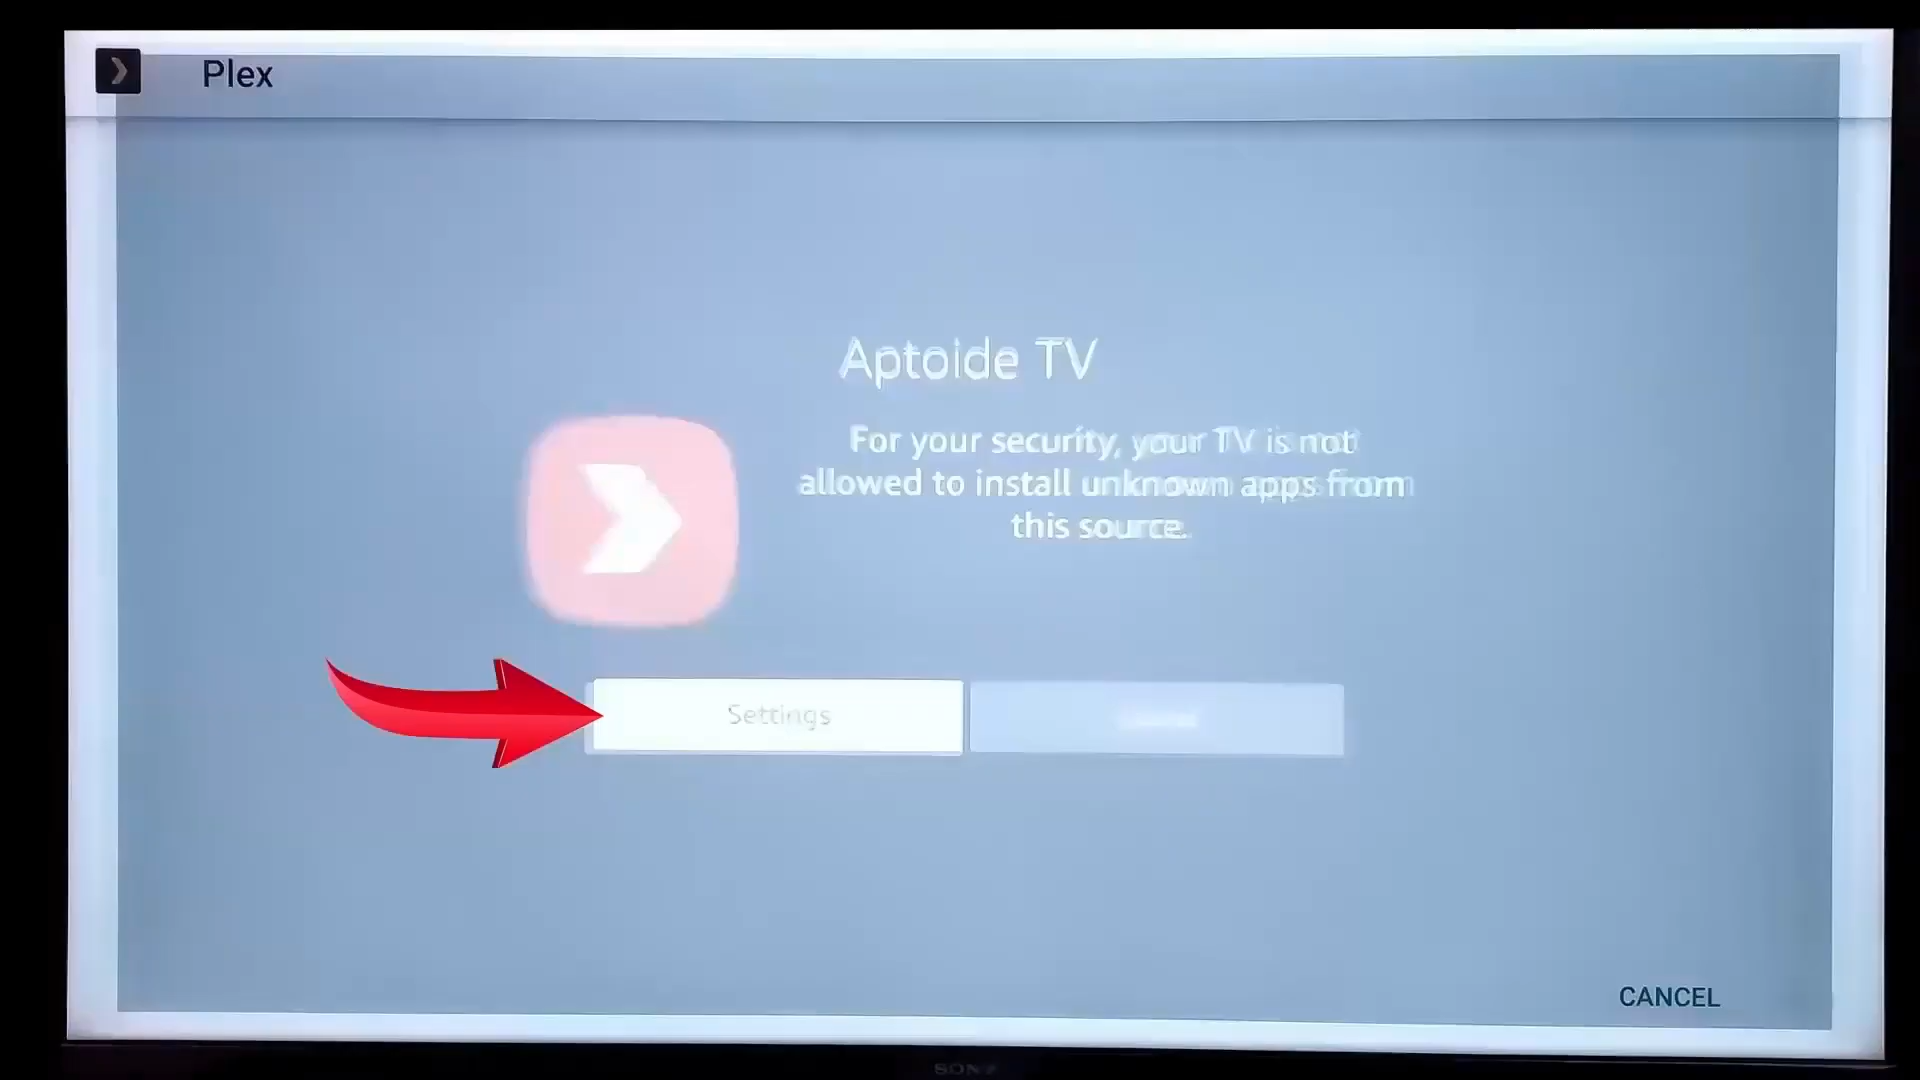 Plex
Aptoide TV
For your security, your TV is not
allowed to install unknown apps from
this source.
Settings
CANCEL
SONY